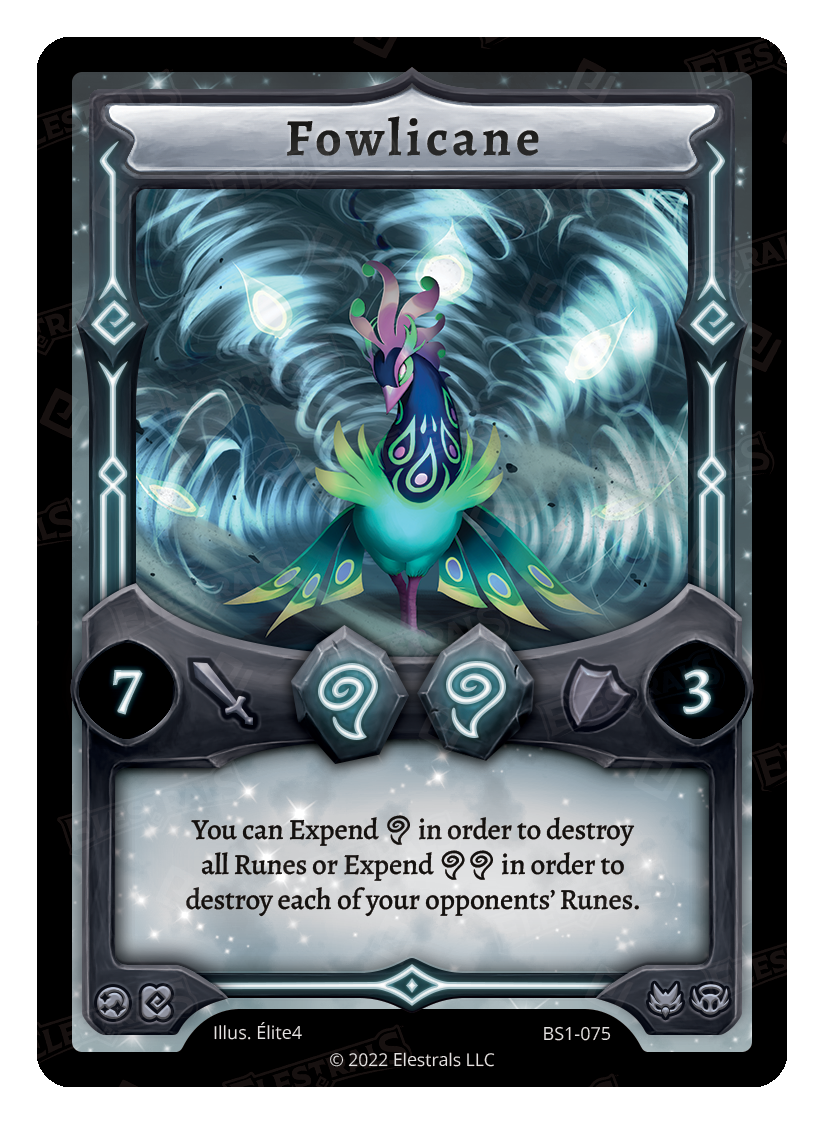 Fowlicane
7
3
You can Expend in order to destroy
all Runes or Expend in order to
destroy each of your opponents’ Runes.
Illus. Élite4
BS1-075
© 2022 Elestrals LLC